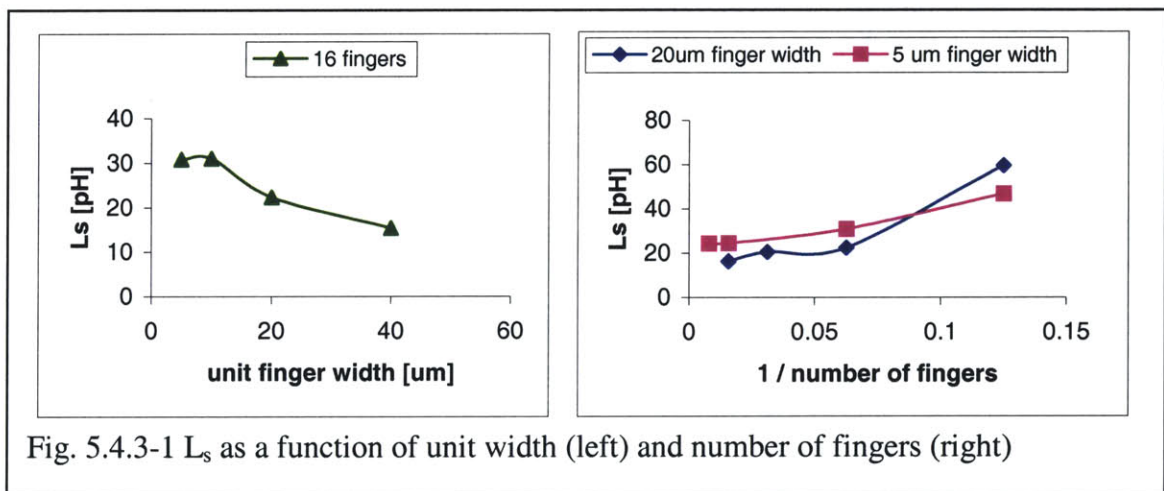 16 fingers
40
30
20
10
0
Ls [pH]
0 20 40 60
unit finger width [um]
20um finger width 5 um finger width
80
60
40
20
0
Ls [pH]
0 0.05 0.1 0.15
1 / number of fingers
Fig. 5.4.3-1 Ls as a function of unit width (left) and number of fingers (right)